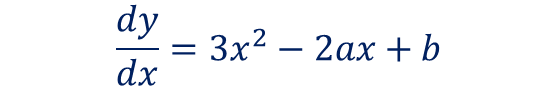 dy/dx = 3x² − 2ax + b